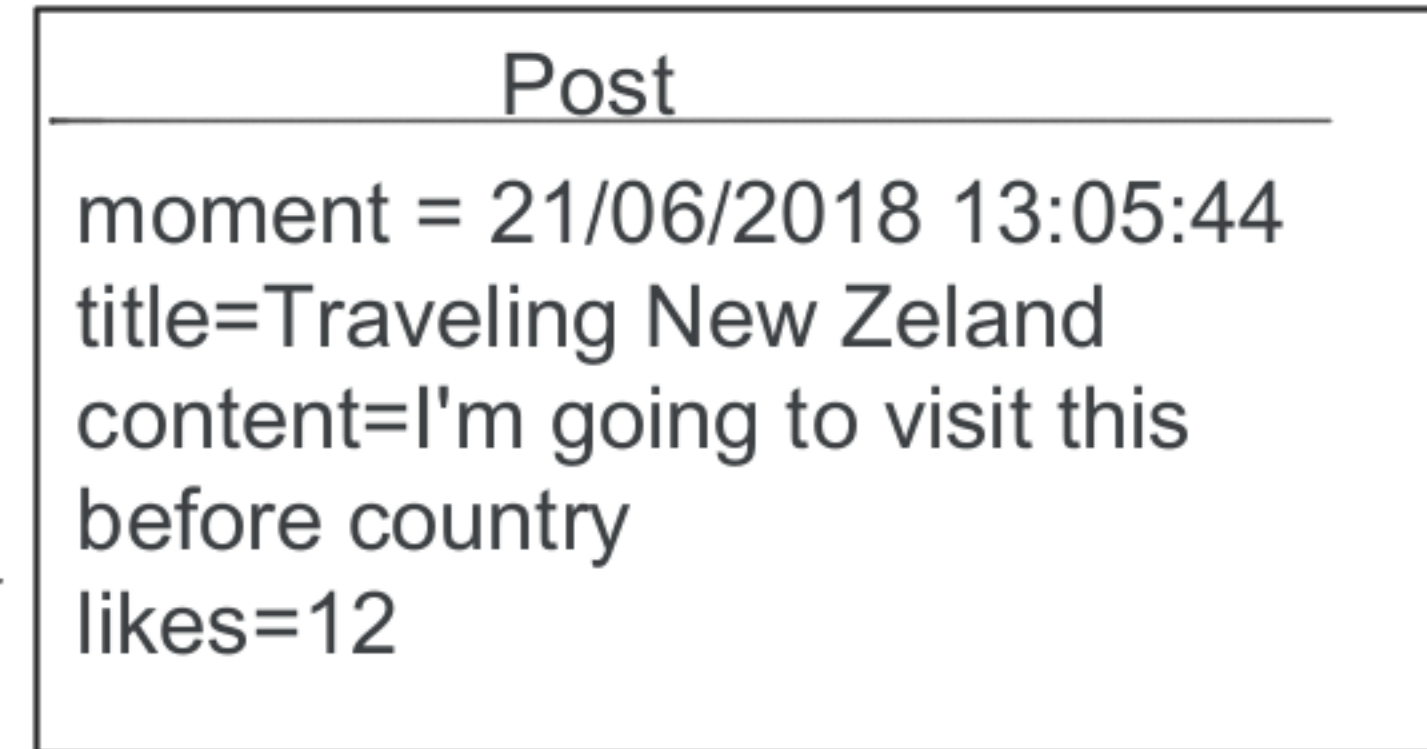 Post
moment = 21/06/2018 13:05:44
title=Traveling New Zeland
content=I'm going to visit this
before country
likes=12